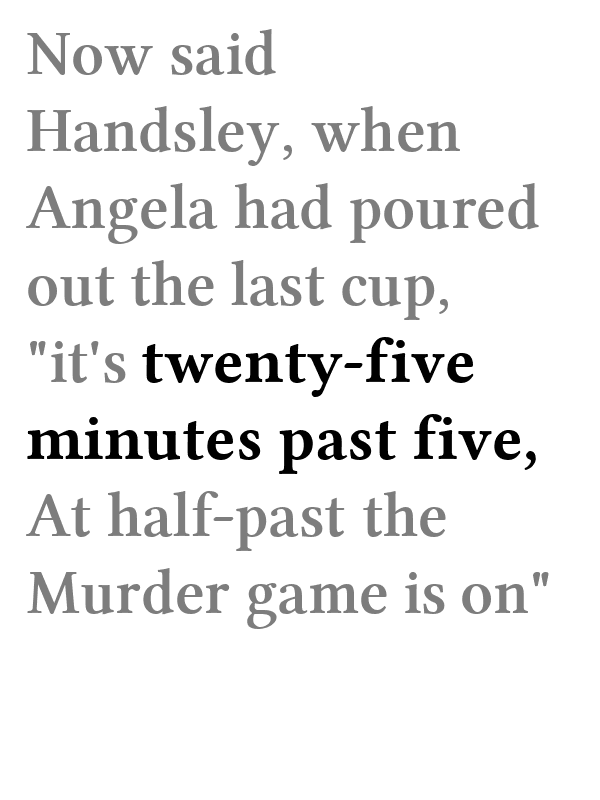 Now said
Handsley, when
Angela had poured
out the last cup,
"it's twenty-five
minutes past five,
At half-past the
Murder game is on"